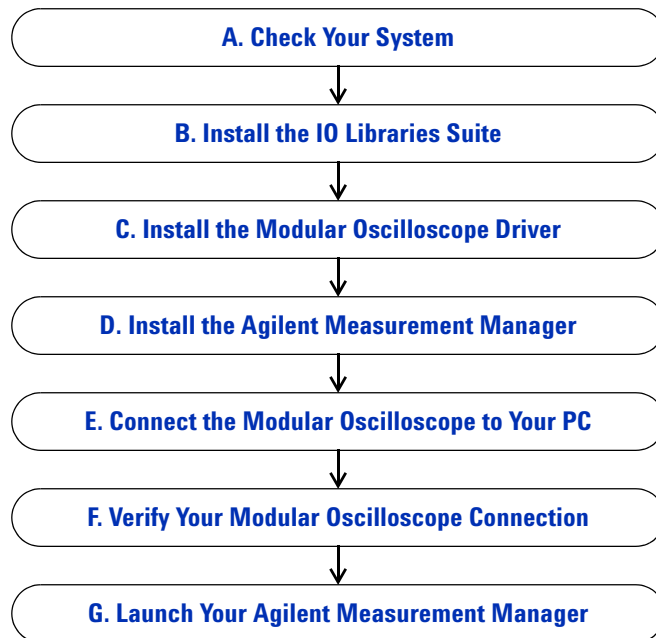 A. Check Your System
B. Install the IO Libraries Suite
C. Install the Modular Oscilloscope Driver
D. Install the Agilent Measurement Manager
E. Connect the Modular Oscilloscope to Your PC
F. Verify Your Modular Oscilloscope Connection
G. Launch Your Agilent Measurement Manager